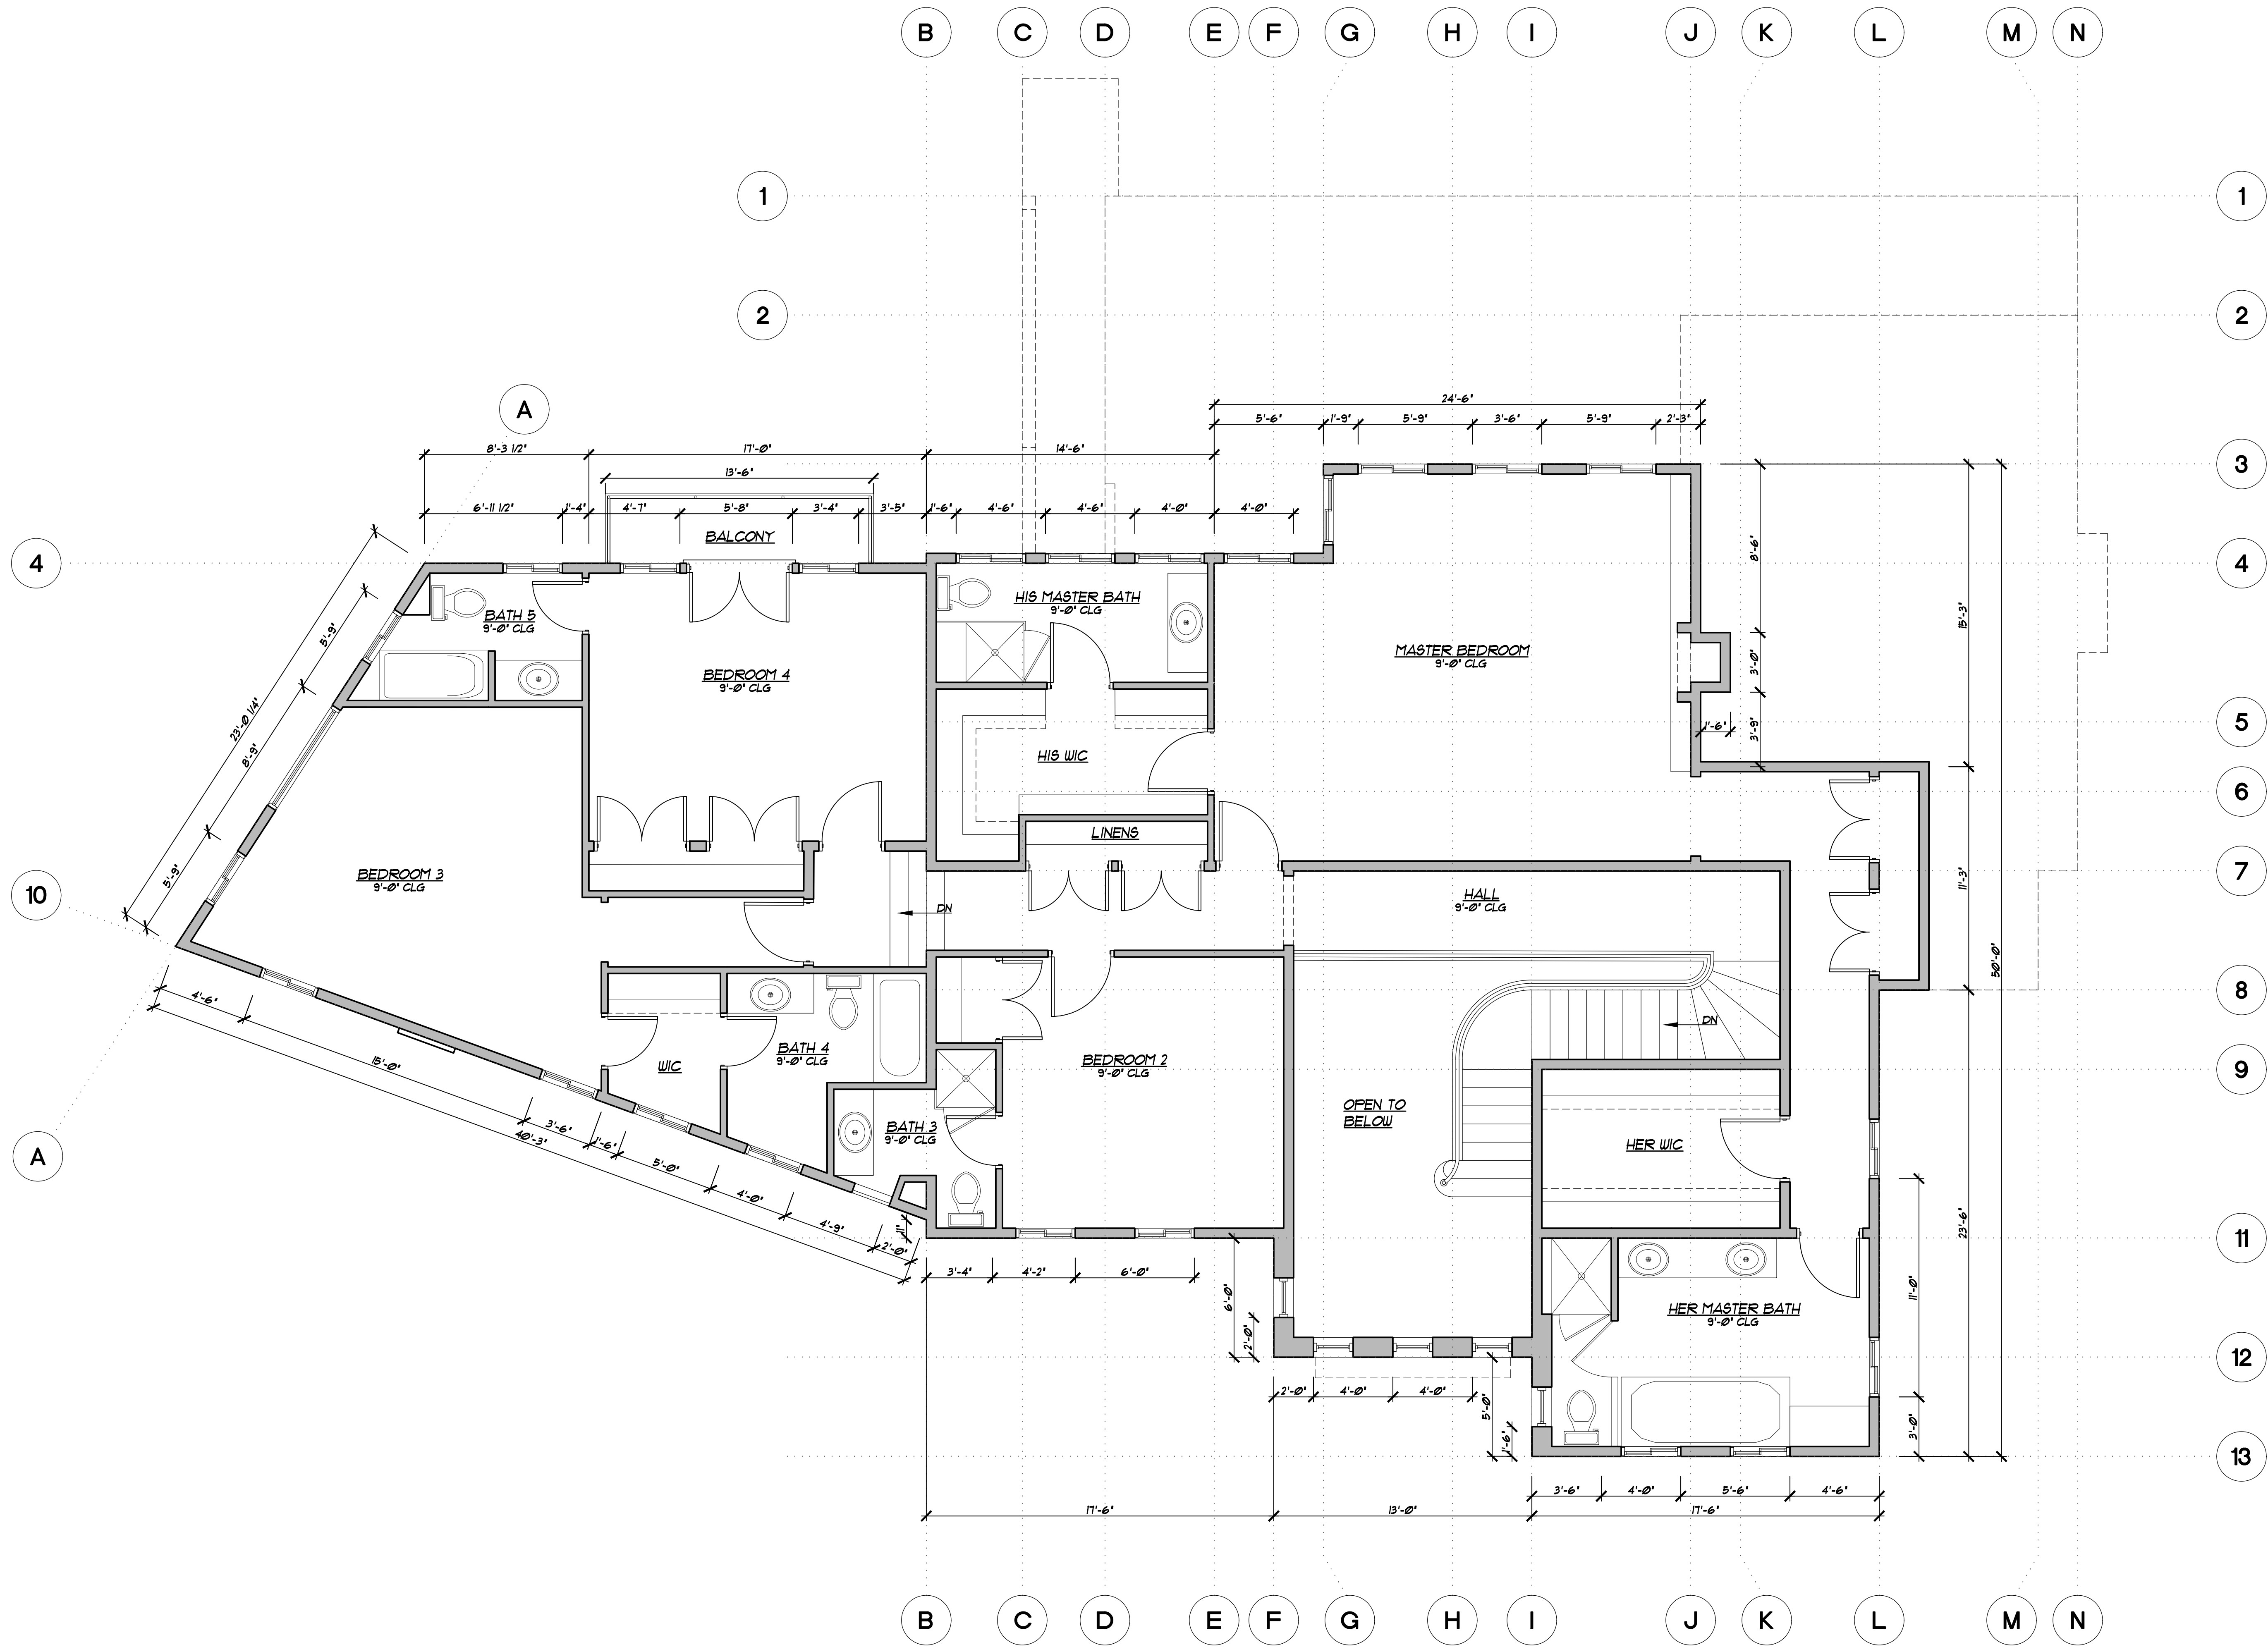 B C D E F G H I J K L M N
1 1
2 2
A
24'-6"
5'-6" 1'-9" 5'-9" 3'-6" 5'-9" 2'-3"
8'-3 1/2" 17'-0" 14'-6"
13'-6"
3
6'-11 1/2" 1'-4" 4'-7" 5'-8" 3'-4" 3'-5" 1'-6" 4'-6" 4'-6" 4'-0" 4'-0"
BALCONY
4 4
8'-6"
15'-3"
HIS MASTER BATH
9'-0" CLG
BATH 5
9'-0" CLG
5'-9"
MASTER BEDROOM
9'-0" CLG
BEDROOM 4
9'-0" CLG
3'-0"
23'-0 1/4"
8'-9"
1'-6"
3'-9"
5
HIS WIC
6
LINENS
5'-9"
BEDROOM 3
9'-0" CLG
7
11'-3"
10
HALL
9'-0" CLG
DN
50'-0"
4'-6"
8
DN
15'-0"
BATH 4
9'-0" CLG
WIC
BEDROOM 2
9'-0" CLG
9
OPEN TO
BELOW
3'-6"
40'-3"
1'-6"
BATH 3
9'-0" CLG
HER WIC
A
5'-0"
4'-0"
4'-9"
11"
2'-0"
23'-6"
11
3'-4" 4'-2" 6'-0"
6'-0"
2'-0"
11'-0"
HER MASTER BATH
9'-0" CLG
12
2'-0" 4'-0" 4'-0"
5'-0"
1'-6"
3'-0"
13
3'-6" 4'-0" 5'-6" 4'-6"
17'-6" 13'-0" 17'-6"
B C D E F G H I J K L M N